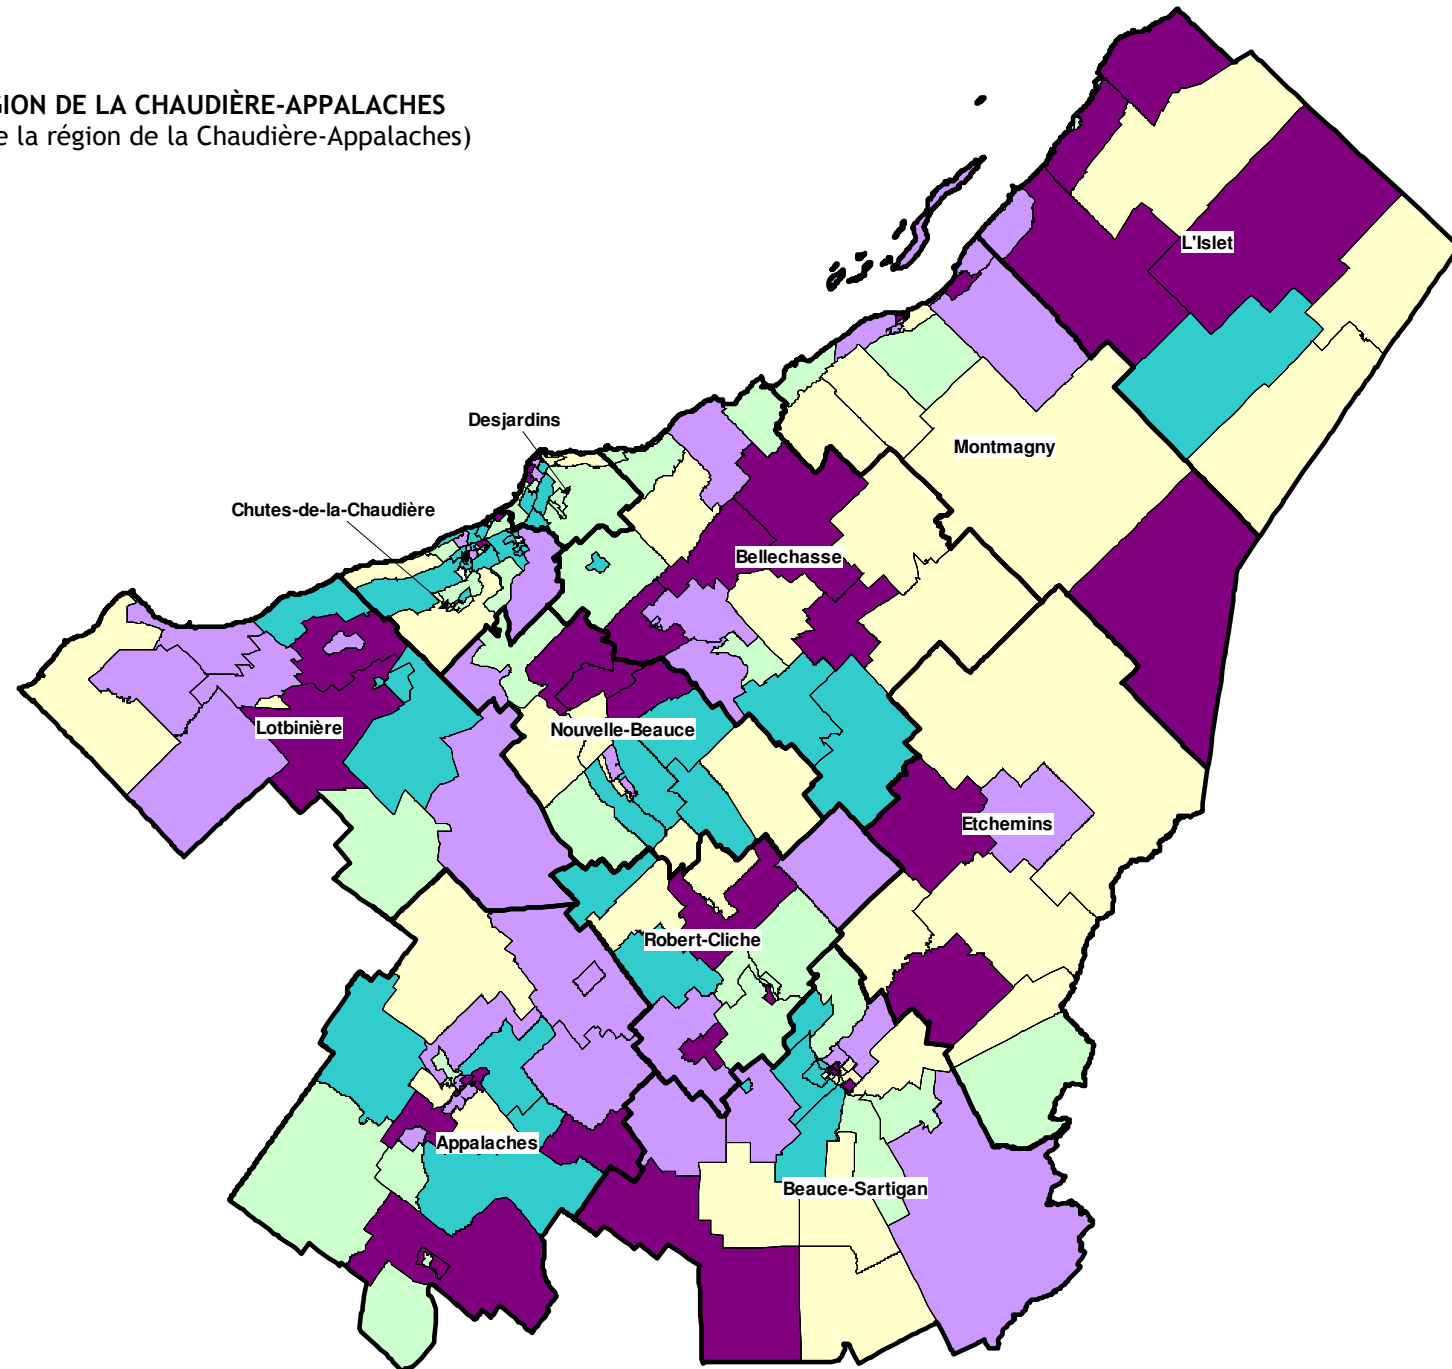 GION DE LA CHAUDIÈRE-APPALACHES
e la région de la Chaudière-Appalaches)
L'Islet
Desjardins
Montmagny
Chutes-de-la-Chaudière
Bellechasse
Lotbinière
Nouvelle-Beauce
Etchemins
Robert-Cliche
Appalaches
Beauce-Sartigan